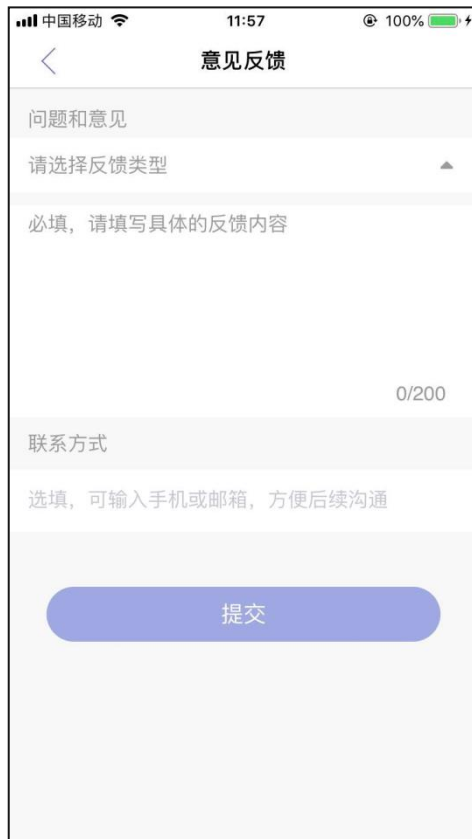 中国移动 11:57 100%
意见反馈
问题和意见
请选择反馈类型
必填，请填写具体的反馈内容
0/200
联系方式
选填，可输入手机或邮箱，方便后续沟通
提交